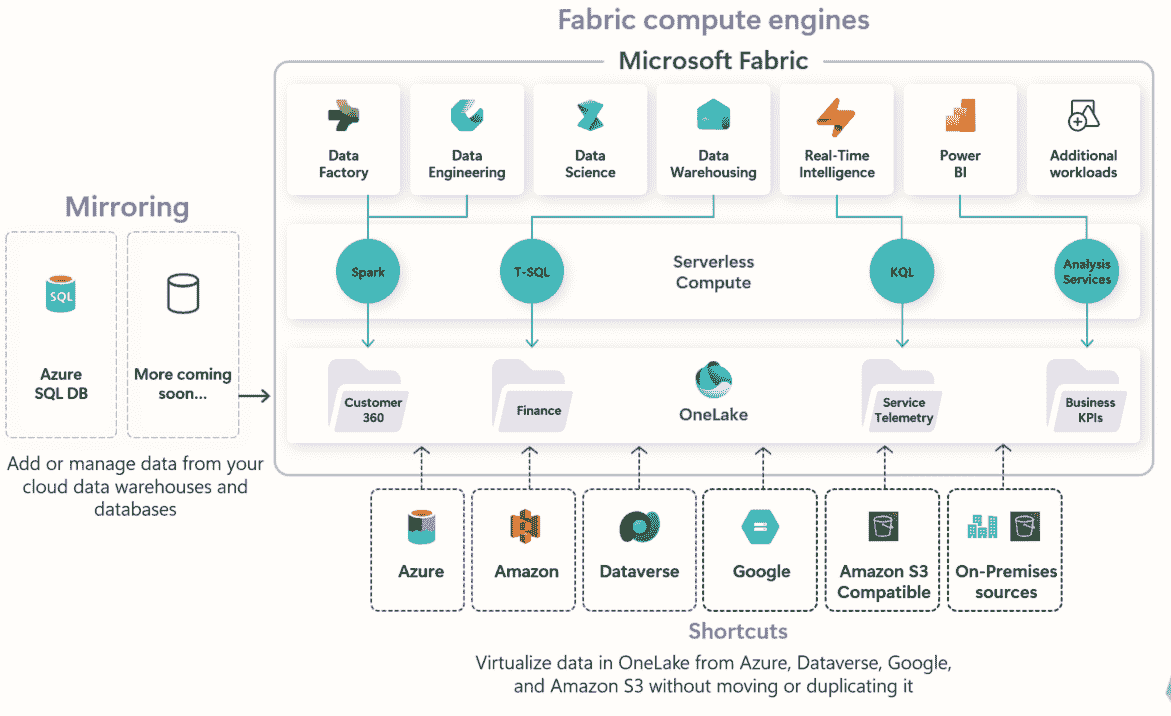 Fabric compute engines
Microsoft Fabric
Data
Factory
Data
Engineering
Data
Science
Data
Warehousing
Real-Time
Intelligence
Power
BI
Additional
workloads
Mirroring
SQL
Azure
SQL DB
More coming
soon...
Add or manage data from your
cloud data warehouses and
databases
Spark
T-SQL
Serverless
Compute
KQL
Analysis
Services
Customer
360
Finance
OneLake
Service
Telemetry
Business
KPIs
Azure
Amazon
Dataverse
Google
Amazon S3
Compatible
On-Premises
sources
Shortcuts
Virtualize data in OneLake from Azure, Dataverse, Google,
and Amazon S3 without moving or duplicating it